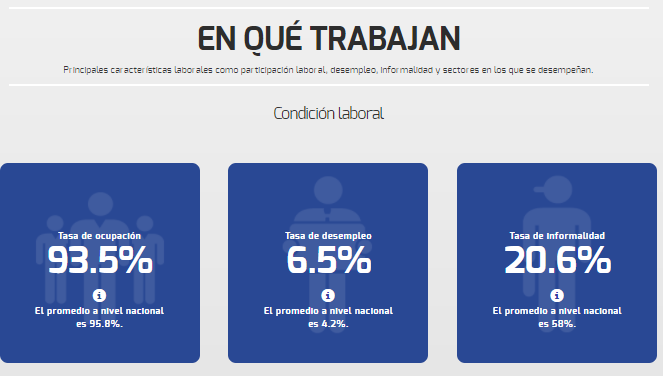 EN QUÉ TRABAJAN
Principales características laborales como participación laboral, desempleo, informalidad y sectores en los que se desempeñan.
Condición laboral
Tasa de ocupación
93.5%
i
El promedio a nivel nacional
es 95.8%.
Tasa de desempleo
6.5%
i
El promedio a nivel nacional
es 4.2%.
Tasa de informalidad
20.6%
i
El promedio a nivel nacional
es 58%.